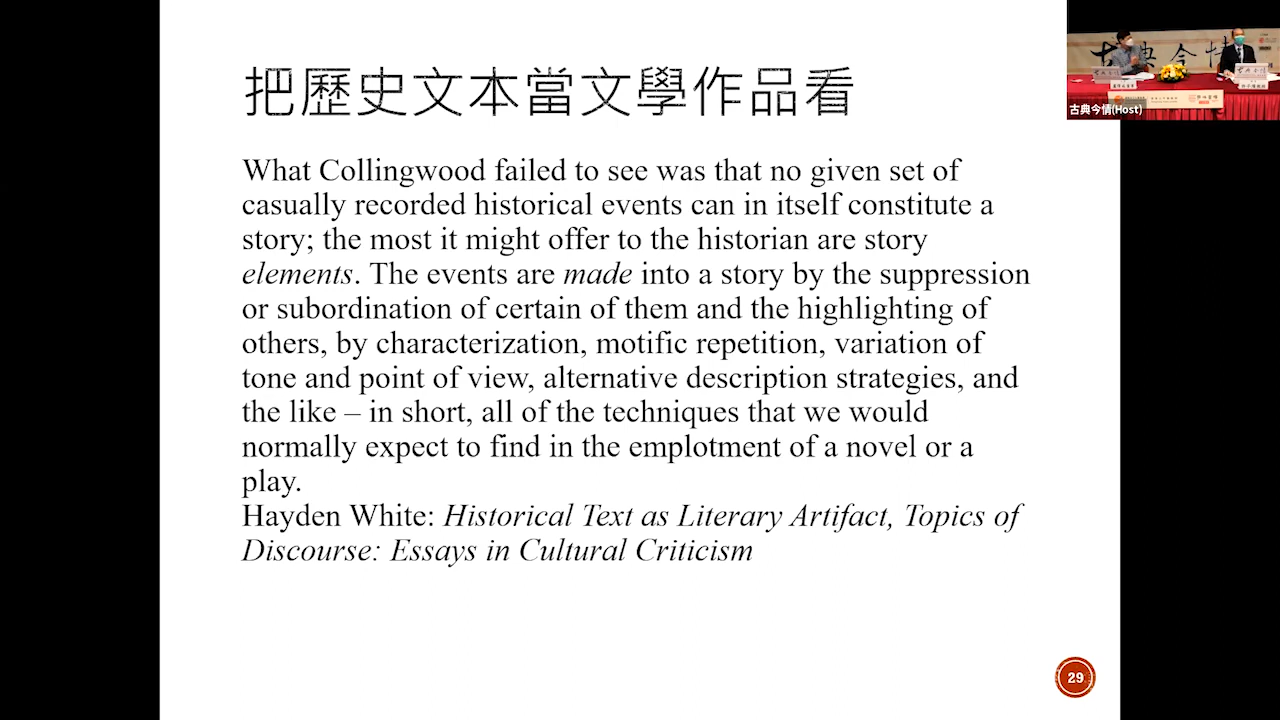 把歷史文本當文學作品看
What Collingwood failed to see was that no given set of
casually recorded historical events can in itself constitute a
story; the most it might offer to the historian are story
elements. The events are made into a story by the suppression
or subordination of certain of them and the highlighting of
others, by characterization, motific repetition, variation of
tone and point of view, alternative description strategies, and
the like – in short, all of the techniques that we would
normally expect to find in the emplotment of a novel or a
play.
Hayden White: Historical Text as Literary Artifact, Topics of
Discourse: Essays in Cultural Criticism
29
古典今情
古典今情(Host)